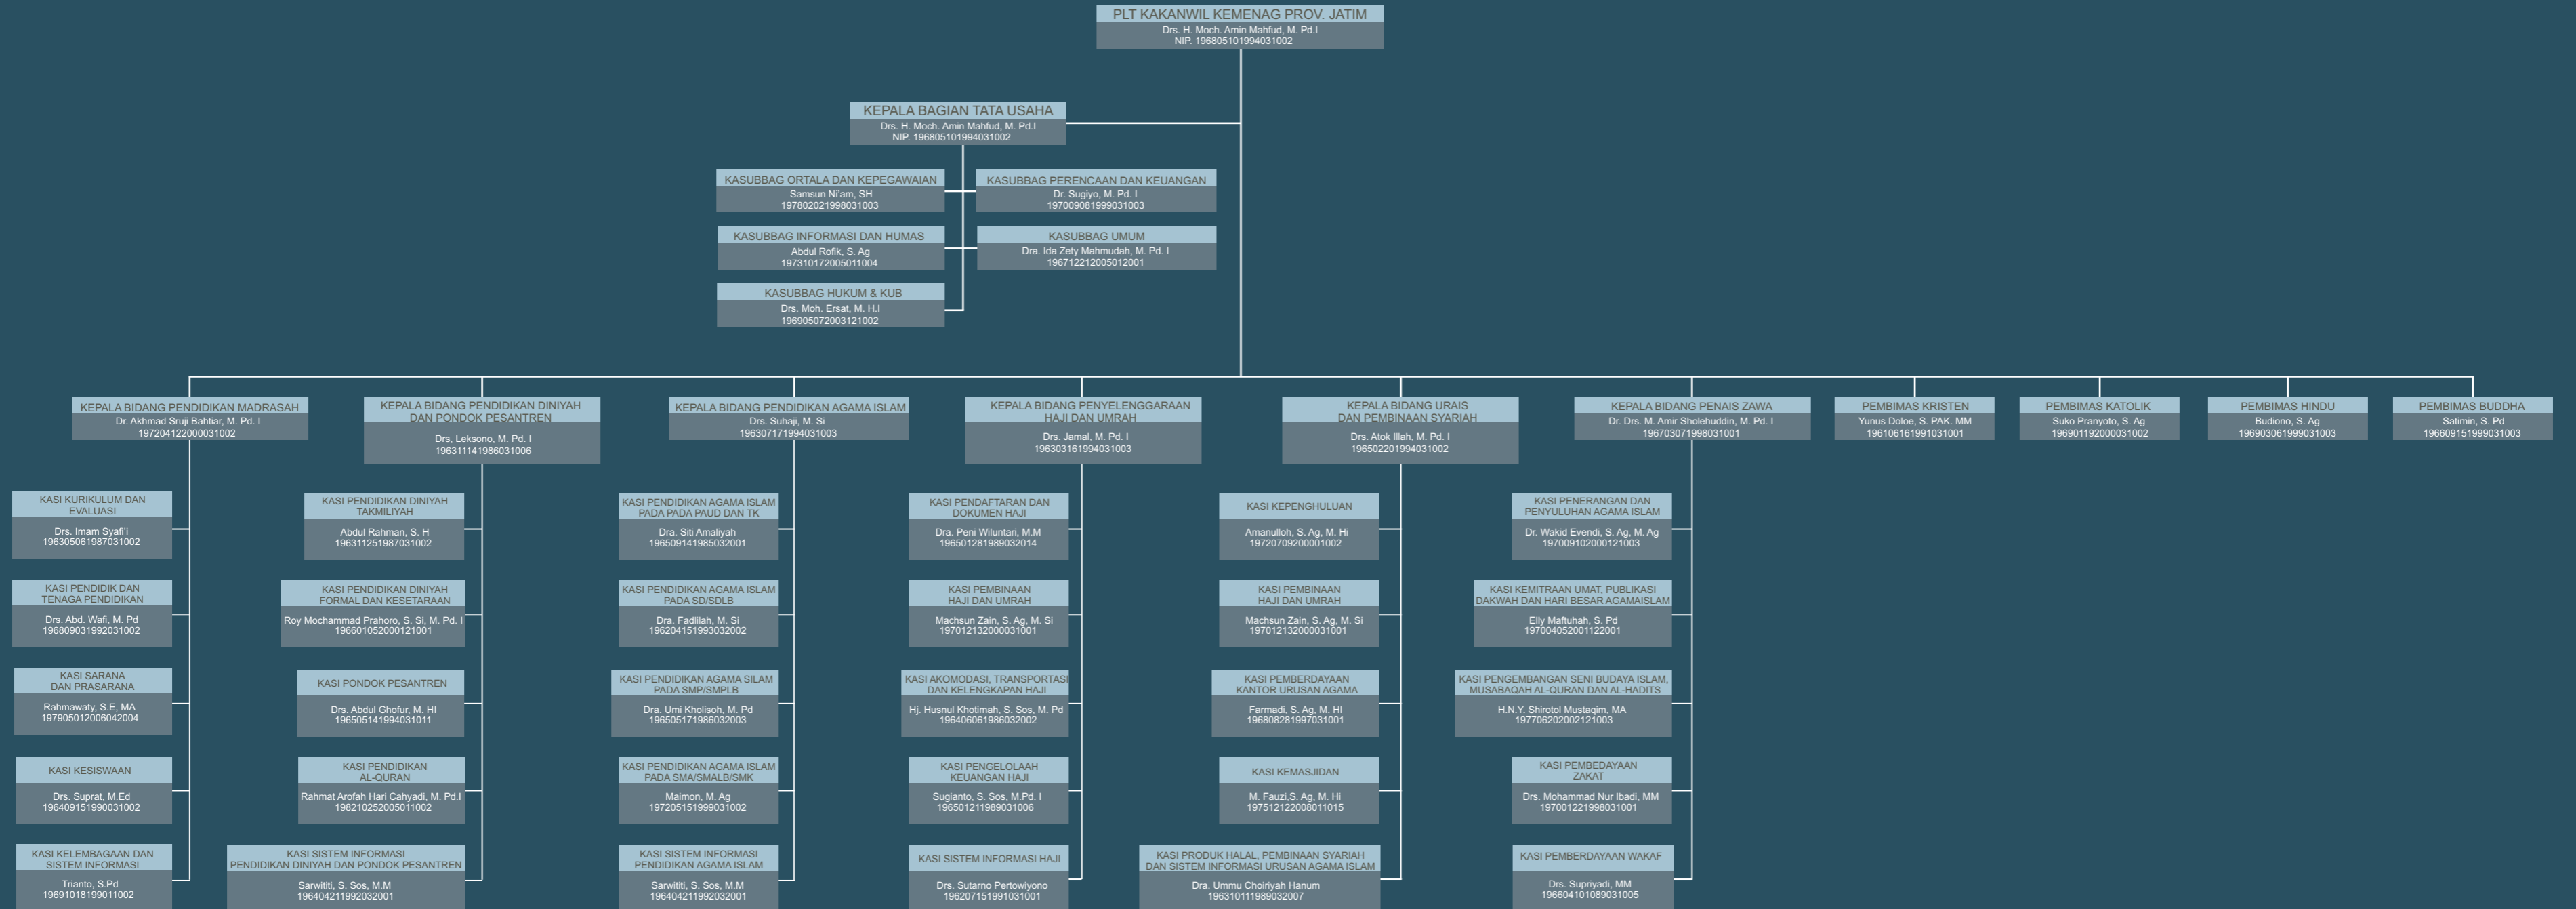 PLT KAKANWIL KEMENAG PROV. JATIM
Drs. H. Moch. Amin Mahfud, M. Pd.I
NIP. 196805101994031002
KEPALA BAGIAN TATA USAHA
Drs. H. Moch. Amin Mahfud, M. Pd.I
NIP. 196805101994031002
KASUBBAG ORTALA DAN KEPEGAWAIAN
Samsun Ni'am, SH
197802021998031003
KASUBBAG PERENCAAN DAN KEUANGAN
Dr. Sugiyo, M. Pd. I
197009081999031003
KASUBBAG INFORMASI DAN HUMAS
Abdul Rofik, S. Ag
197310172005011004
KASUBBAG UMUM
Dra. Ida Zety Mahmudah, M. Pd. I
196712212005012001
KASUBBAG HUKUM & KUB
Drs. Moh. Ersat, M. H.I
196905072003121002
KEPALA BIDANG PENDIDIKAN MADRASAH
Dr. Akhmad Sruji Bahtiar, M. Pd. I
197204122000031002
KASI KURIKULUM DAN
EVALUASI
Drs. Imam Syafi'i
196305061987031002
KASI PENDIDIK DAN
TENAGA PENDIDIKAN
Drs. Abd. Wafi, M. Pd
196809031992031002
KASI SARANA
DAN PRASARANA
Rahmawaty, S.E, MA
197905012006042004
KASI KESISWAAN
Drs. Suprat, M.Ed
196409151990031002
KASI KELEMBAGAAN DAN
SISTEM INFORMASI
Trianto, S.Pd
19691018199011002
KEPALA BIDANG PENDIDIKAN DINIYAH
DAN PONDOK PESANTREN
Drs, Leksono, M. Pd. I
196311141986031006
KASI PENDIDIKAN DINIYAH
TAKMILIYAH
Abdul Rahman, S. H
196311251987031002
KASI PENDIDIKAN DINIYAH
FORMAL DAN KESETARAAN
Roy Mochammad Prahoro, S. Si, M. Pd. I
196601052000121001
KASI PONDOK PESANTREN
Drs. Abdul Ghofur, M. HI
196505141994031011
KASI PENDIDIKAN
AL-QURAN
Rahmat Arofah Hari Cahyadi, M. Pd.I
198210252005011002
KASI SISTEM INFORMASI
PENDIDIKAN DINIYAH DAN PONDOK PESANTREN
Sarwititi, S. Sos, M.M
196404211992032001
KEPALA BIDANG PENDIDIKAN AGAMA ISLAM
Drs. Suhaji, M. Si
196307171994031003
KASI PENDIDIKAN AGAMA ISLAM
PADA PADA PAUD DAN TK
Dra. Siti Amaliyah
196509141985032001
KASI PENDIDIKAN AGAMA ISLAM
PADA SD/SDLB
Dra. Fadlilah, M. Si
196204151993032002
KASI PENDIDIKAN AGAMA SILAM
PADA SMP/SMPLB
Dra. Umi Kholisoh, M. Pd
196505171986032003
KASI PENDIDIKAN AGAMA ISLAM
PADA SMA/SMALB/SMK
Maimon, M. Ag
197205151999031002
KASI SISTEM INFORMASI
PENDIDIKAN AGAMA ISLAM
Sarwititi, S. Sos, M.M
196404211992032001
KEPALA BIDANG PENYELENGGARAAN
HAJI DAN UMRAH
Drs. Jamal, M. Pd. I
196303161994031003
KASI PENDAFTARAN DAN
DOKUMEN HAJI
Dra. Peni Wiluntari, M.M
196501281989032014
KASI PEMBINAAN
HAJI DAN UMRAH
Machsun Zain, S. Ag, M. Si
197012132000031001
KASI AKOMODASI, TRANSPORTASI
DAN KELENGKAPAN HAJI
Hj. Husnul Khotimah, S. Sos, M. Pd
196406061986032002
KASI PENGELOLAAH
KEUANGAN HAJI
Sugianto, S. Sos, M.Pd. I
196501211989031006
KASI SISTEM INFORMASI HAJI
Drs. Sutarno Pertowiyono
196207151991031001
KEPALA BIDANG URAIS
DAN PEMBINAAN SYARIAH
Drs. Atok Illah, M. Pd. I
196502201994031002
KASI KEPENGHULUAN
Amanulloh, S. Ag, M. Hi
19720709200001002
KASI PEMBINAAN
HAJI DAN UMRAH
Machsun Zain, S. Ag, M. Si
197012132000031001
KASI PEMBERDAYAAN
KANTOR URUSAN AGAMA
Farmadi, S. Ag, M. HI
196808281997031001
KASI KEMASJIDAN
M. Fauzi,S. Ag, M. Hi
197512122008011015
KASI PRODUK HALAL, PEMBINAAN SYARIAH
DAN SISTEM INFORMASI URUSAN AGAMA ISLAM
Dra. Ummu Choiriyah Hanum
196310111989032007
KEPALA BIDANG PENAIS ZAWA
Dr. Drs. M. Amir Sholehuddin, M. Pd. I
196703071998031001
KASI PENERANGAN DAN
PENYULUHAN AGAMA ISLAM
Dr. Wakid Evendi, S. Ag, M. Ag
197009102000121003
KASI KEMITRAAN UMAT, PUBLIKASI
DAKWAH DAN HARI BESAR AGAMAISLAM
Elly Maftuhah, S. Pd
197004052001122001
KASI PENGEMBANGAN SENI BUDAYA ISLAM,
MUSABAQAH AL-QURAN DAN AL-HADITS
H.N.Y. Shirotol Mustaqim, MA
197706202002121003
KASI PEMBEDAYAAN
ZAKAT
Drs. Mohammad Nur Ibadi, MM
197001221998031001
KASI PEMBERDAYAAN WAKAF
Drs. Supriyadi, MM
196604101089031005
PEMBIMAS KRISTEN
Yunus Doloe, S. PAK. MM
196106161991031001
PEMBIMAS KATOLIK
Suko Pranyoto, S. Ag
196901192000031002
PEMBIMAS HINDU
Budiono, S. Ag
196903061999031003
PEMBIMAS BUDDHA
Satimin, S. Pd
196609151999031003